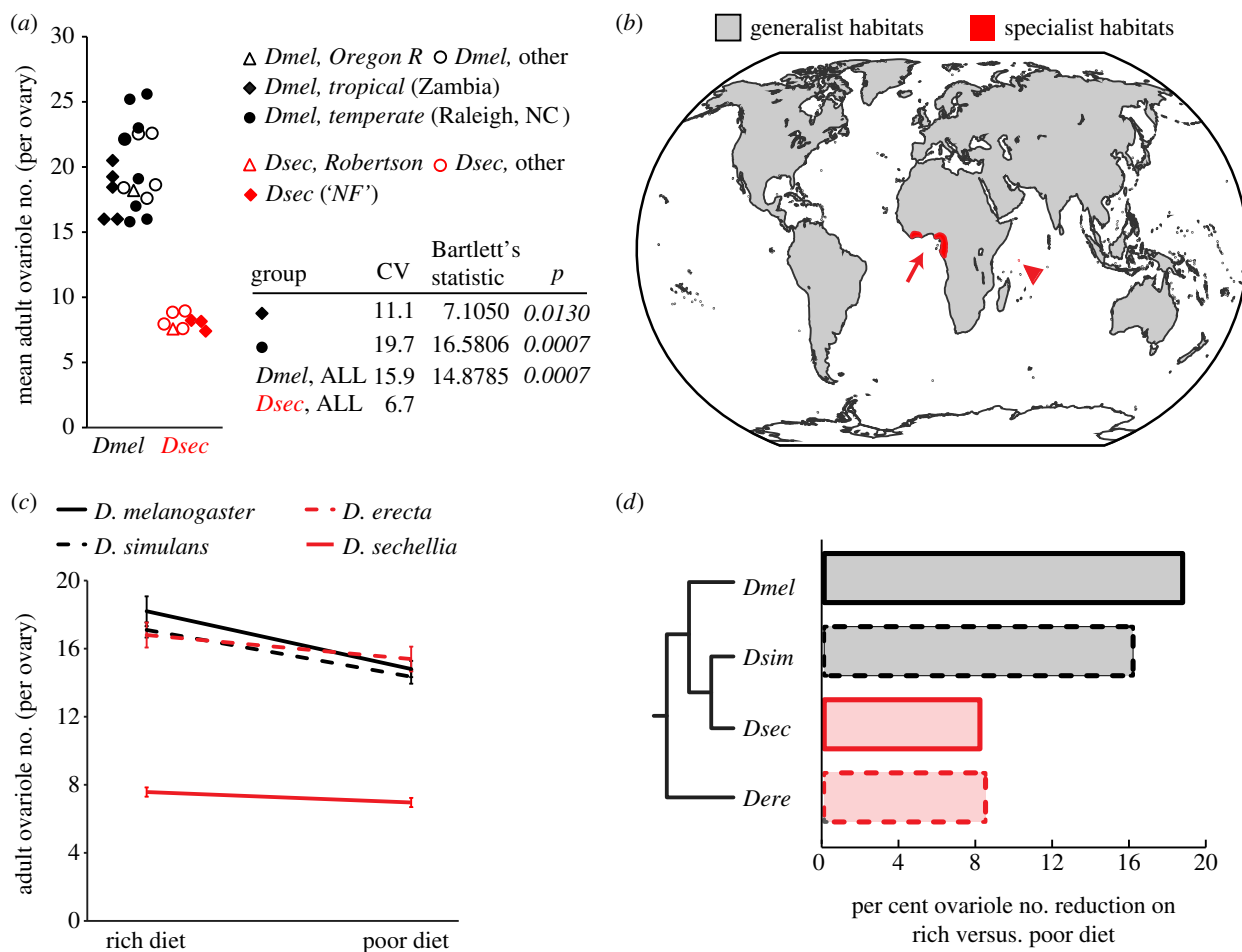 (a)
30
25
20
15
10
5
0
mean adult ovariole no. (per ovary)
Dmel
Dsec
Dmel, Oregon R Dmel, other
Dmel, tropical (Zambia)
Dmel, temperate (Raleigh, NC)
Dsec, Robertson Dsec, other
Dsec ('NF')
group CV Bartlett's statistic p
11.1 7.1050 0.0130
19.7 16.5806 0.0007
Dmel, ALL 15.9 14.8785 0.0007
Dsec, ALL 6.7
(b)
generalist habitats specialist habitats
(c)
D. melanogaster D. erecta
D. simulans D. sechellia
20
16
12
8
4
0
adult ovariole no. (per ovary)
rich diet poor diet
(d)
Dmel
Dsim
Dsec
Dere
0 4 8 12 16 20
per cent ovariole no. reduction on
rich versus. poor diet